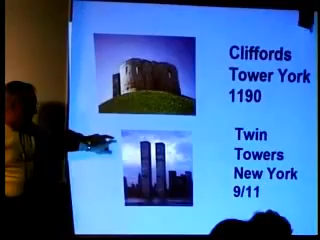 Cliffords
Tower York
1190
Twin
Towers
New York
9/11